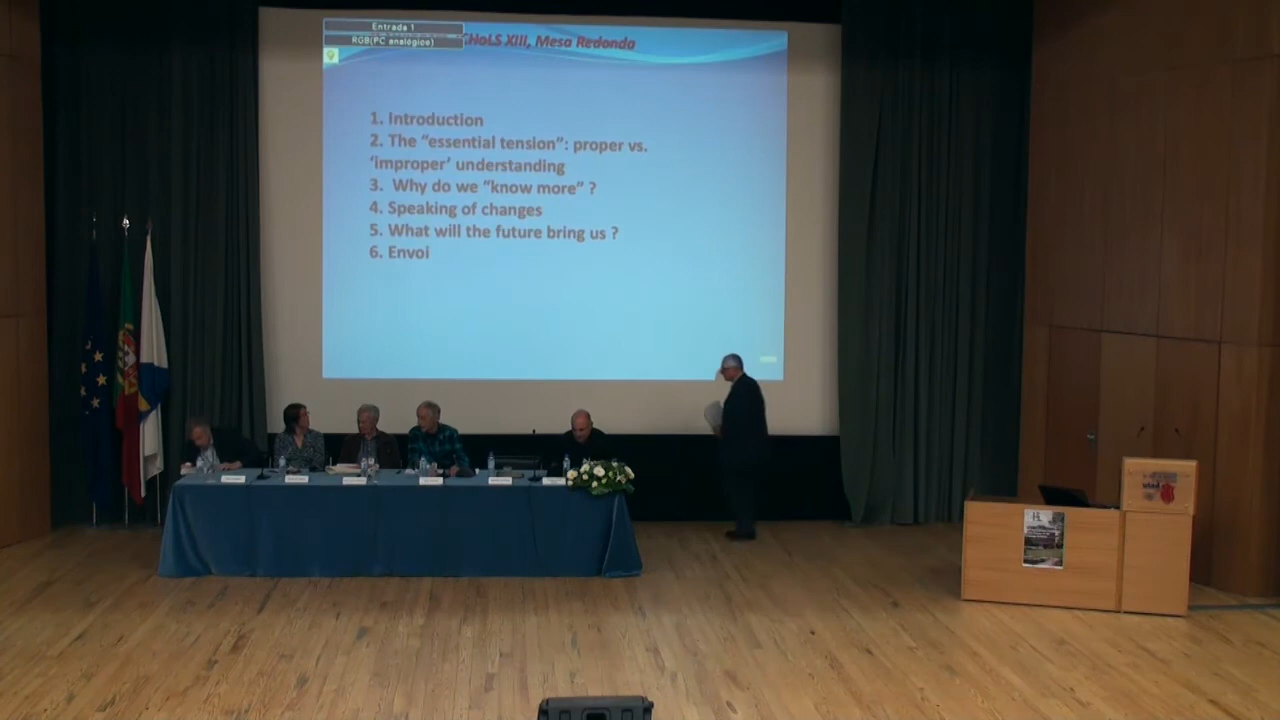 Entrada 1
RGB(PC analógico)
CHoLS XIII, Mesa Redonda
1. Introduction
2. The “essential tension”: proper vs.
‘improper’ understanding
3. Why do we “know more” ?
4. Speaking of changes
5. What will the future bring us ?
6. Envoi
utad